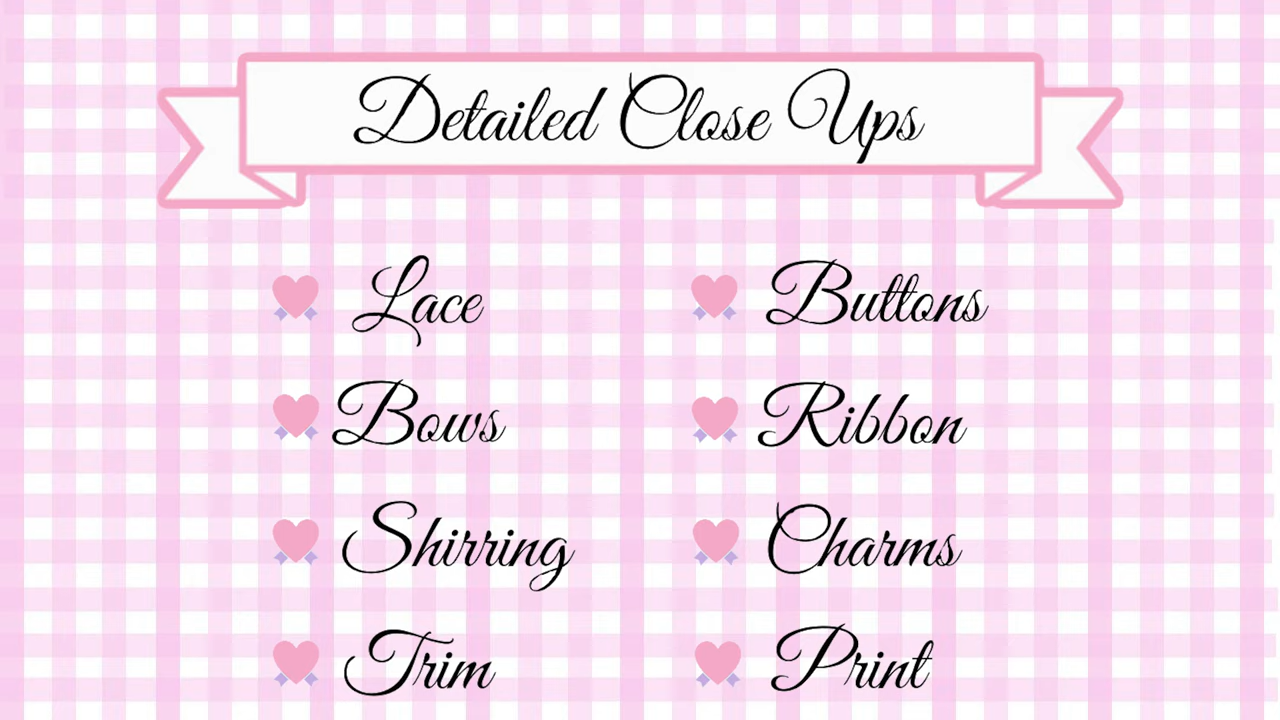 Detailed Close Ups
Lace
Bows
Shirring
Trim
Buttons
Ribbon
Charms
Print